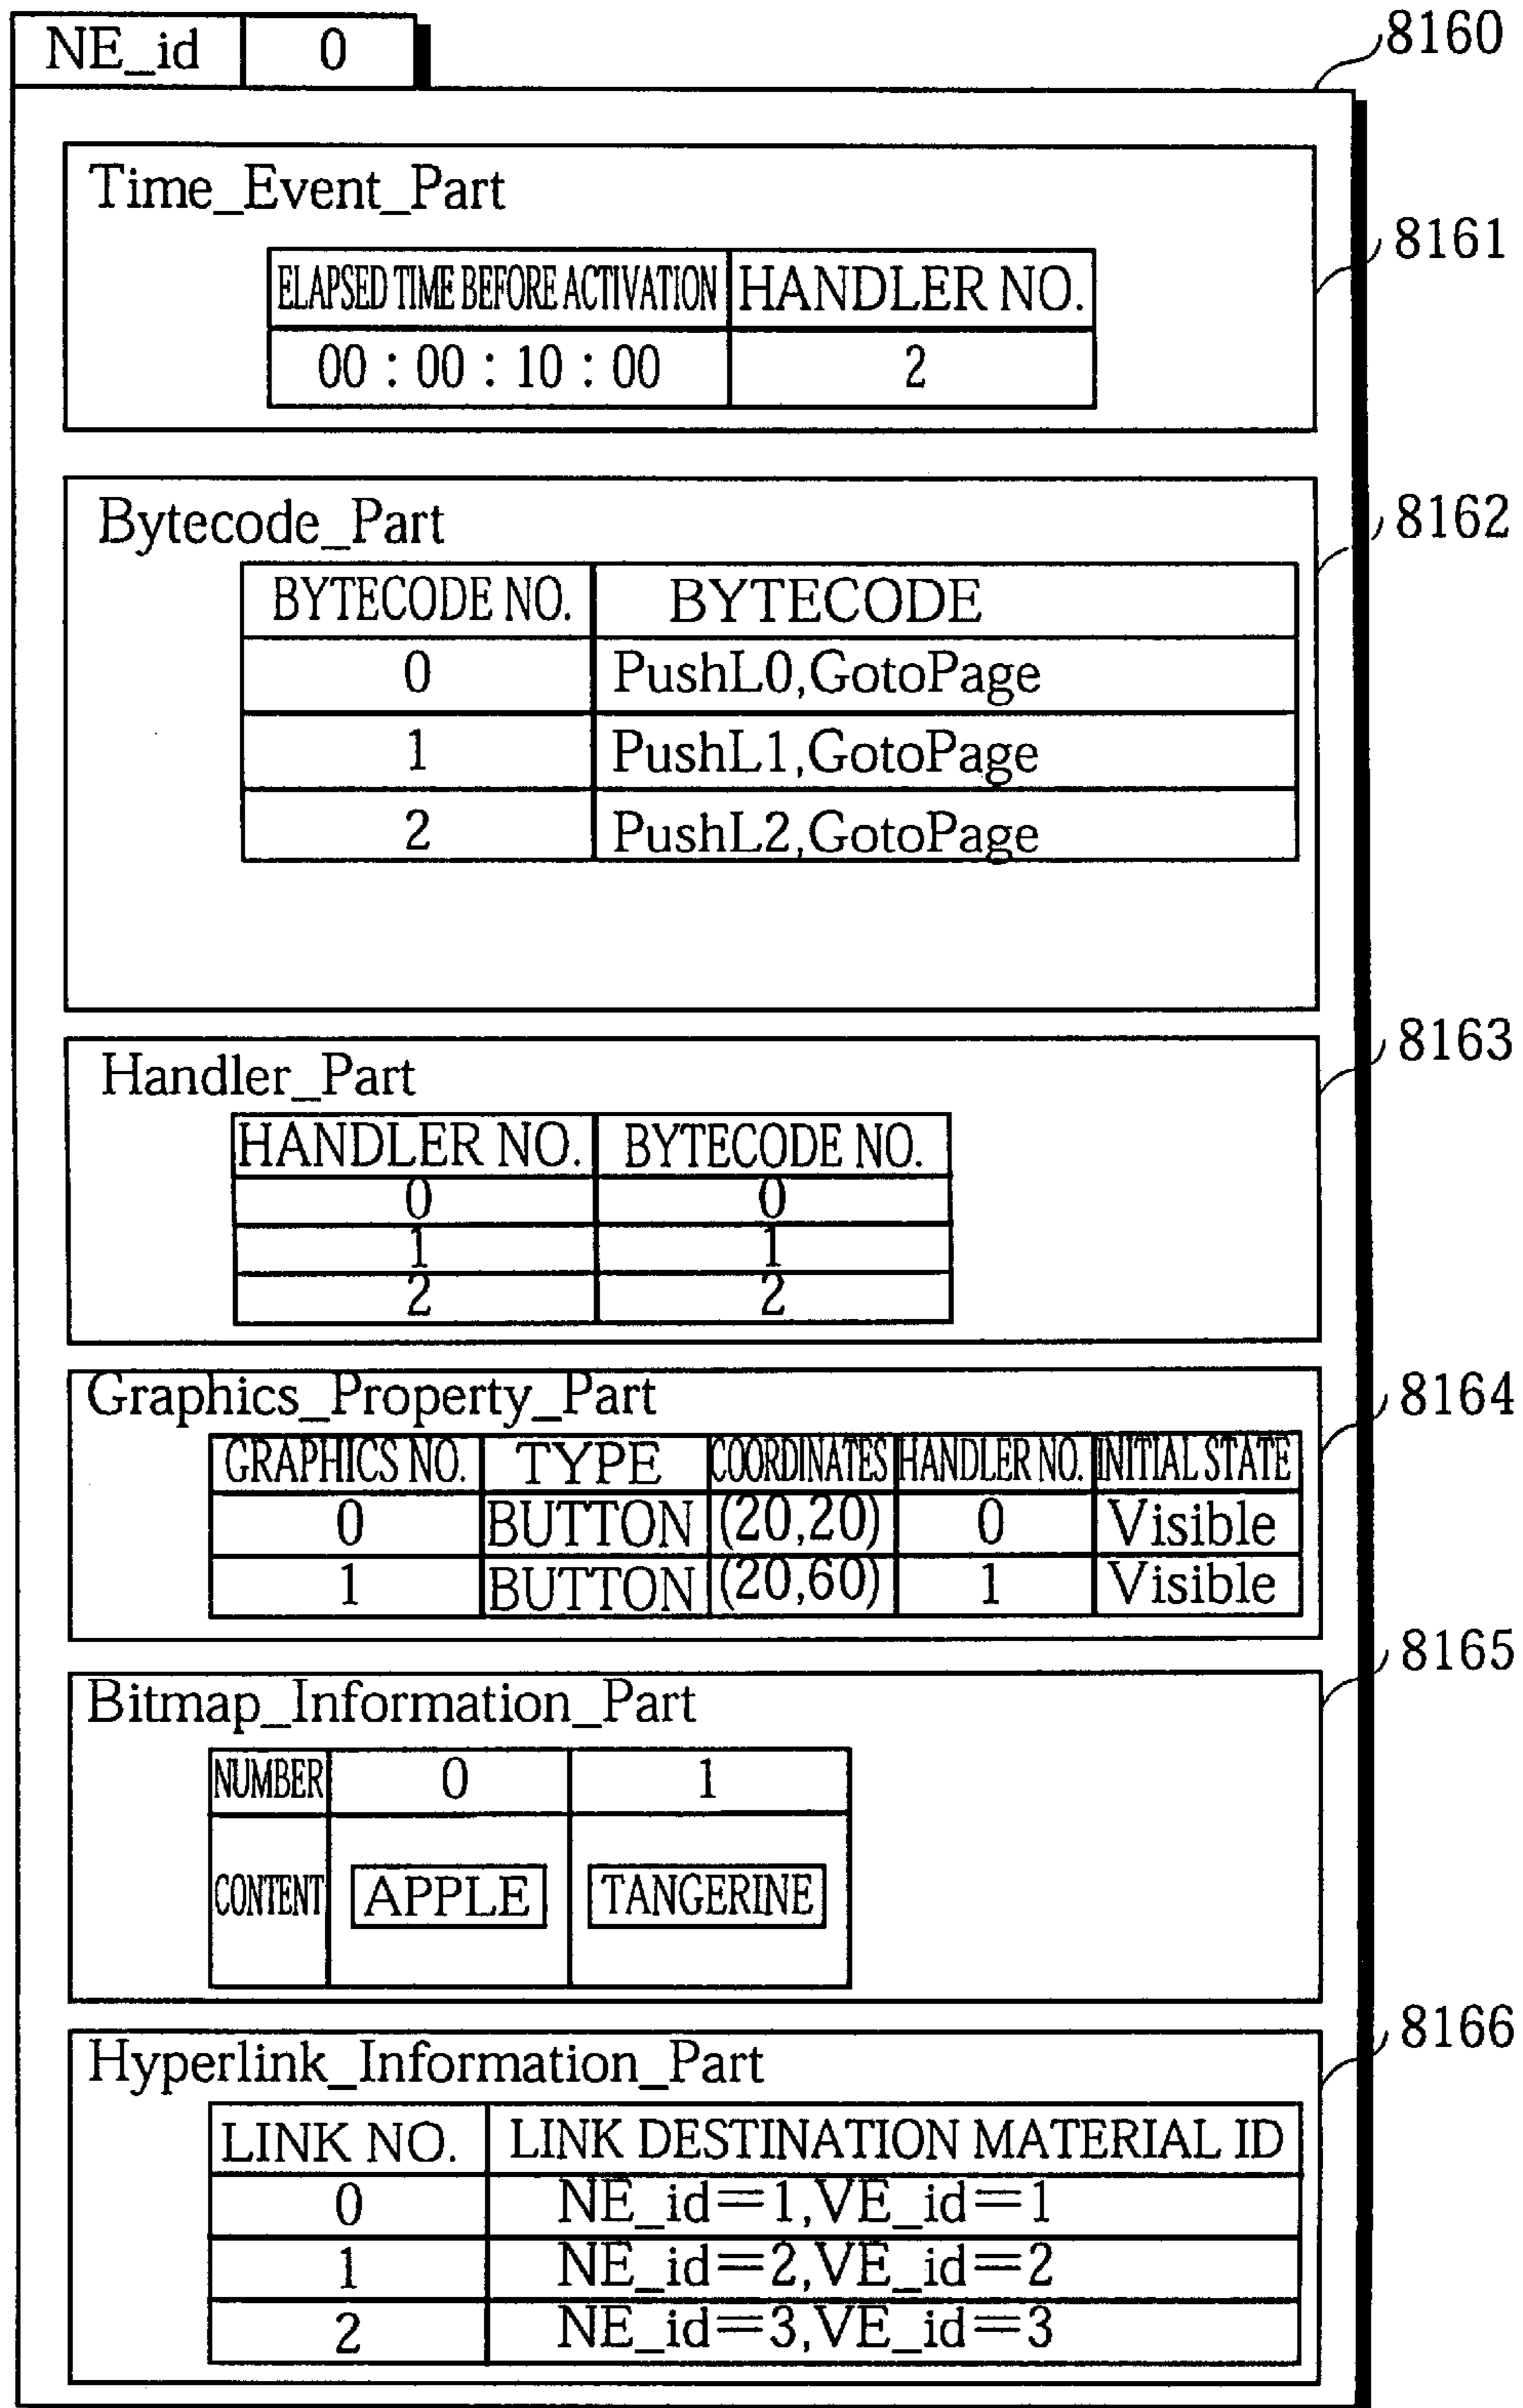 NE_id 0
8160
Time_Event_Part
8161
ELAPSED TIME BEFORE ACTIVATION HANDLER NO.
00 : 00 : 10 : 00 2
8162
Bytecode_Part
BYTECODE NO. BYTECODE
0 PushL0,GotoPage
1 PushL1,GotoPage
2 PushL2,GotoPage
8163
Handler_Part
HANDLER NO. BYTECODE NO.
0 0
1 1
2 2
8164
Graphics_Property_Part
GRAPHICS NO. TYPE COORDINATES HANDLER NO. INITIAL STATE
0 BUTTON (20,20) 0 Visible
1 BUTTON (20,60) 1 Visible
8165
Bitmap_Information_Part
NUMBER 0 1
CONTENT APPLE TANGERINE
8166
Hyperlink_Information_Part
LINK NO. LINK DESTINATION MATERIAL ID
0 NE_id=1,VE_id=1
1 NE_id=2,VE_id=2
2 NE_id=3,VE_id=3